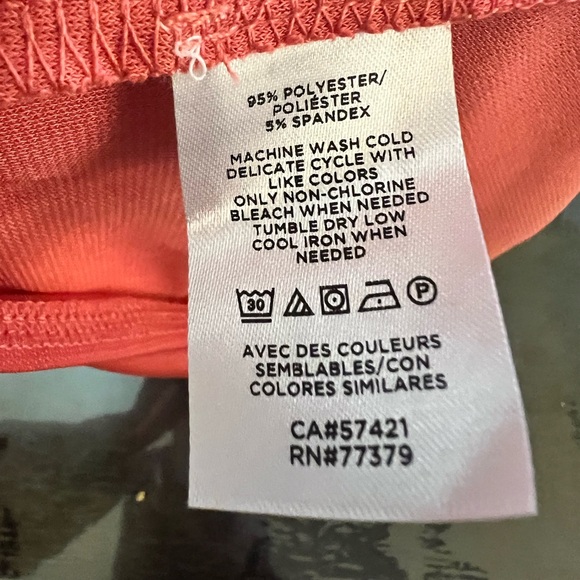 95% POLYESTER/
POLIÉSTER
5% SPANDEX
MACHINE WASH COLD
DELICATE CYCLE WITH
LIKE COLORS
ONLY NON-CHLORINE
BLEACH WHEN NEEDED
TUMBLE DRY LOW
COOL IRON WHEN
NEEDED
30 P
AVEC DES COULEURS
SEMBLABLES/CON
COLORES SIMILARES
CA#57421
RN#77379